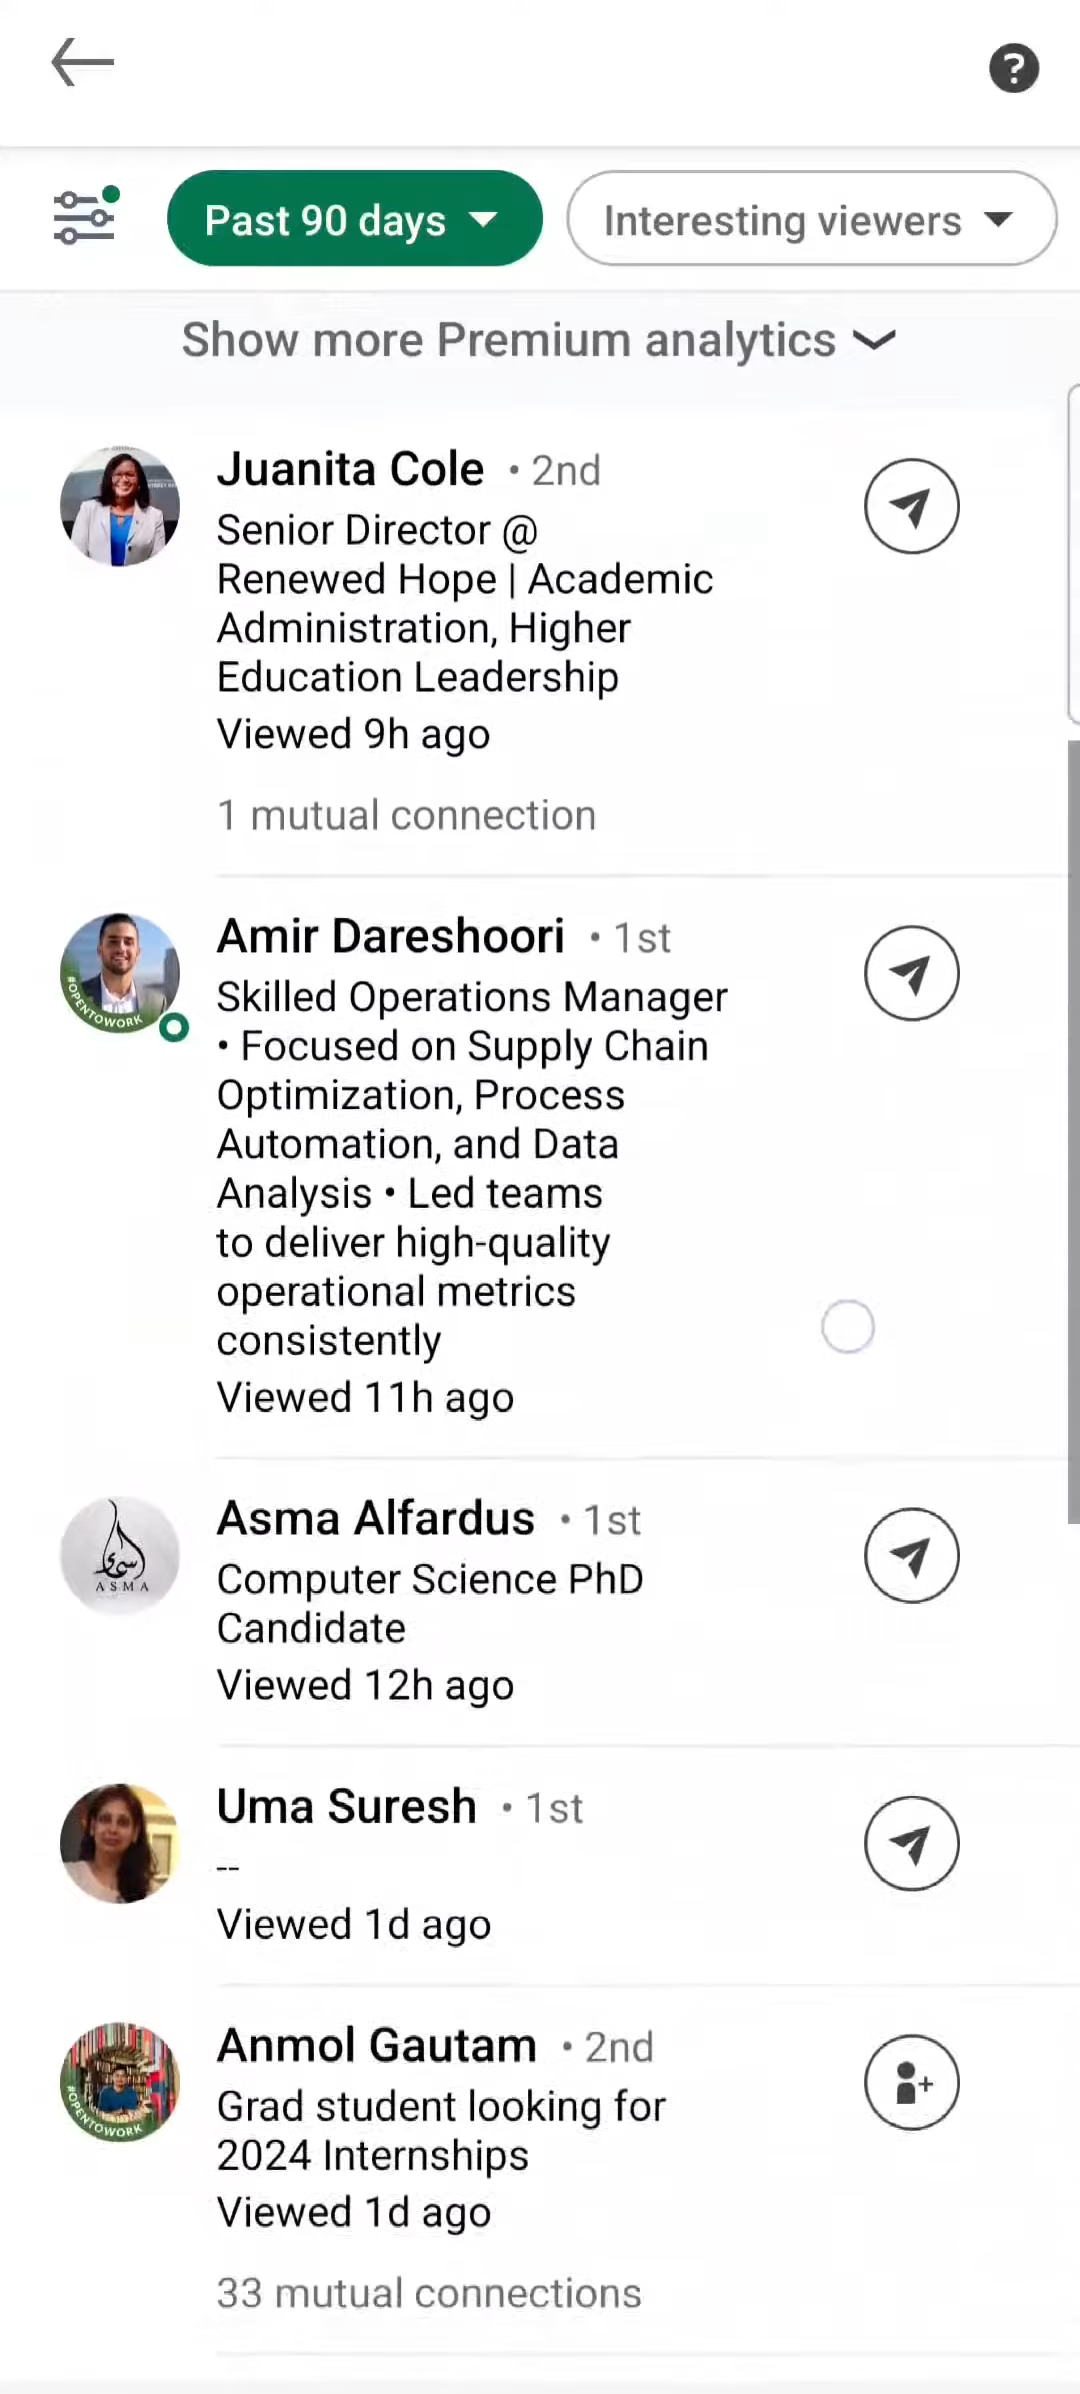 ?
Past 90 days
Interesting viewers
Show more Premium analytics
Juanita Cole • 2nd
Senior Director @
Renewed Hope | Academic
Administration, Higher
Education Leadership
Viewed 9h ago
1 mutual connection
Amir Dareshoori • 1st
#OPENTOWORK
Skilled Operations Manager
• Focused on Supply Chain
Optimization, Process
Automation, and Data
Analysis • Led teams
to deliver high-quality
operational metrics
consistently
Viewed 11h ago
Asma Alfardus • 1st
أسمى
ASMA
Computer Science PhD
Candidate
Viewed 12h ago
Uma Suresh • 1st
--
Viewed 1d ago
Anmol Gautam • 2nd
#OPENTOWORK
Grad student looking for
2024 Internships
Viewed 1d ago
33 mutual connections